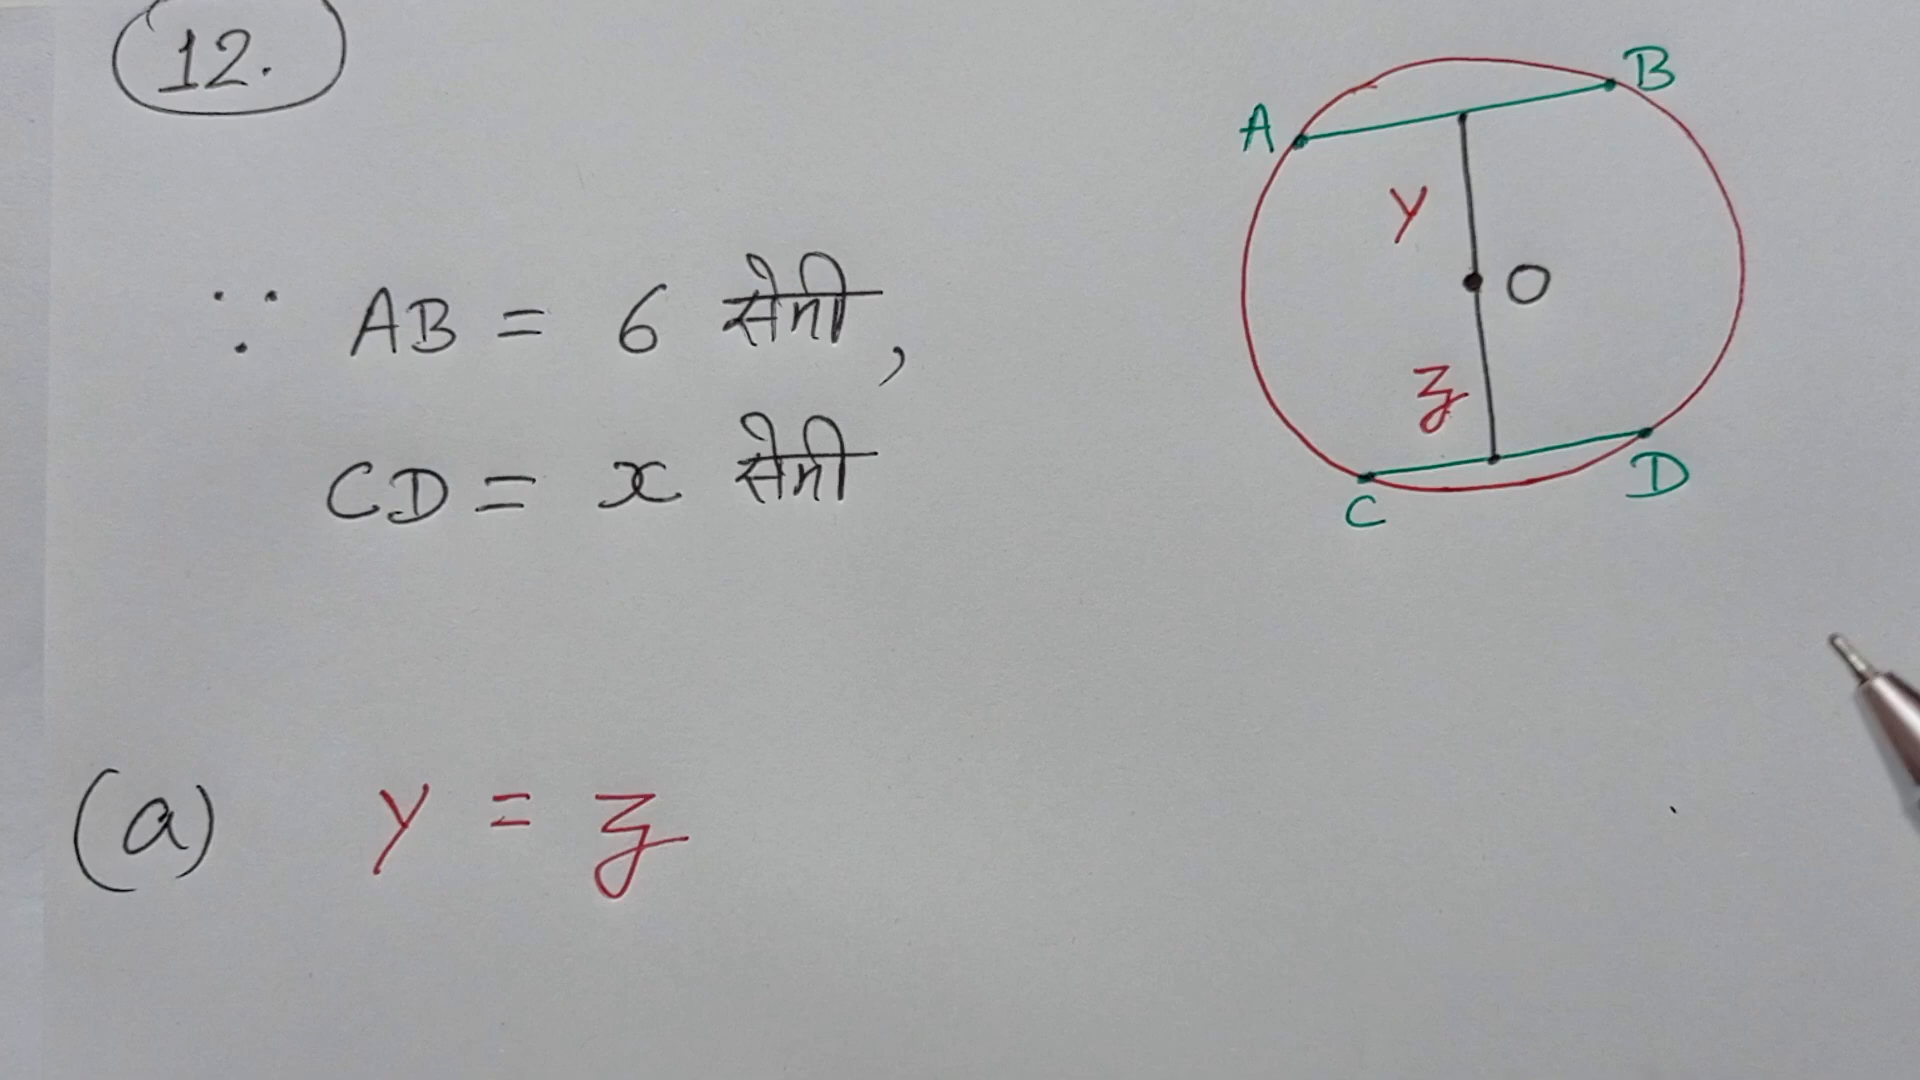 12.
A
B
y
O
z
C
D
∵ AB = 6 सेमी,
CD = x सेमी
(a) y = z